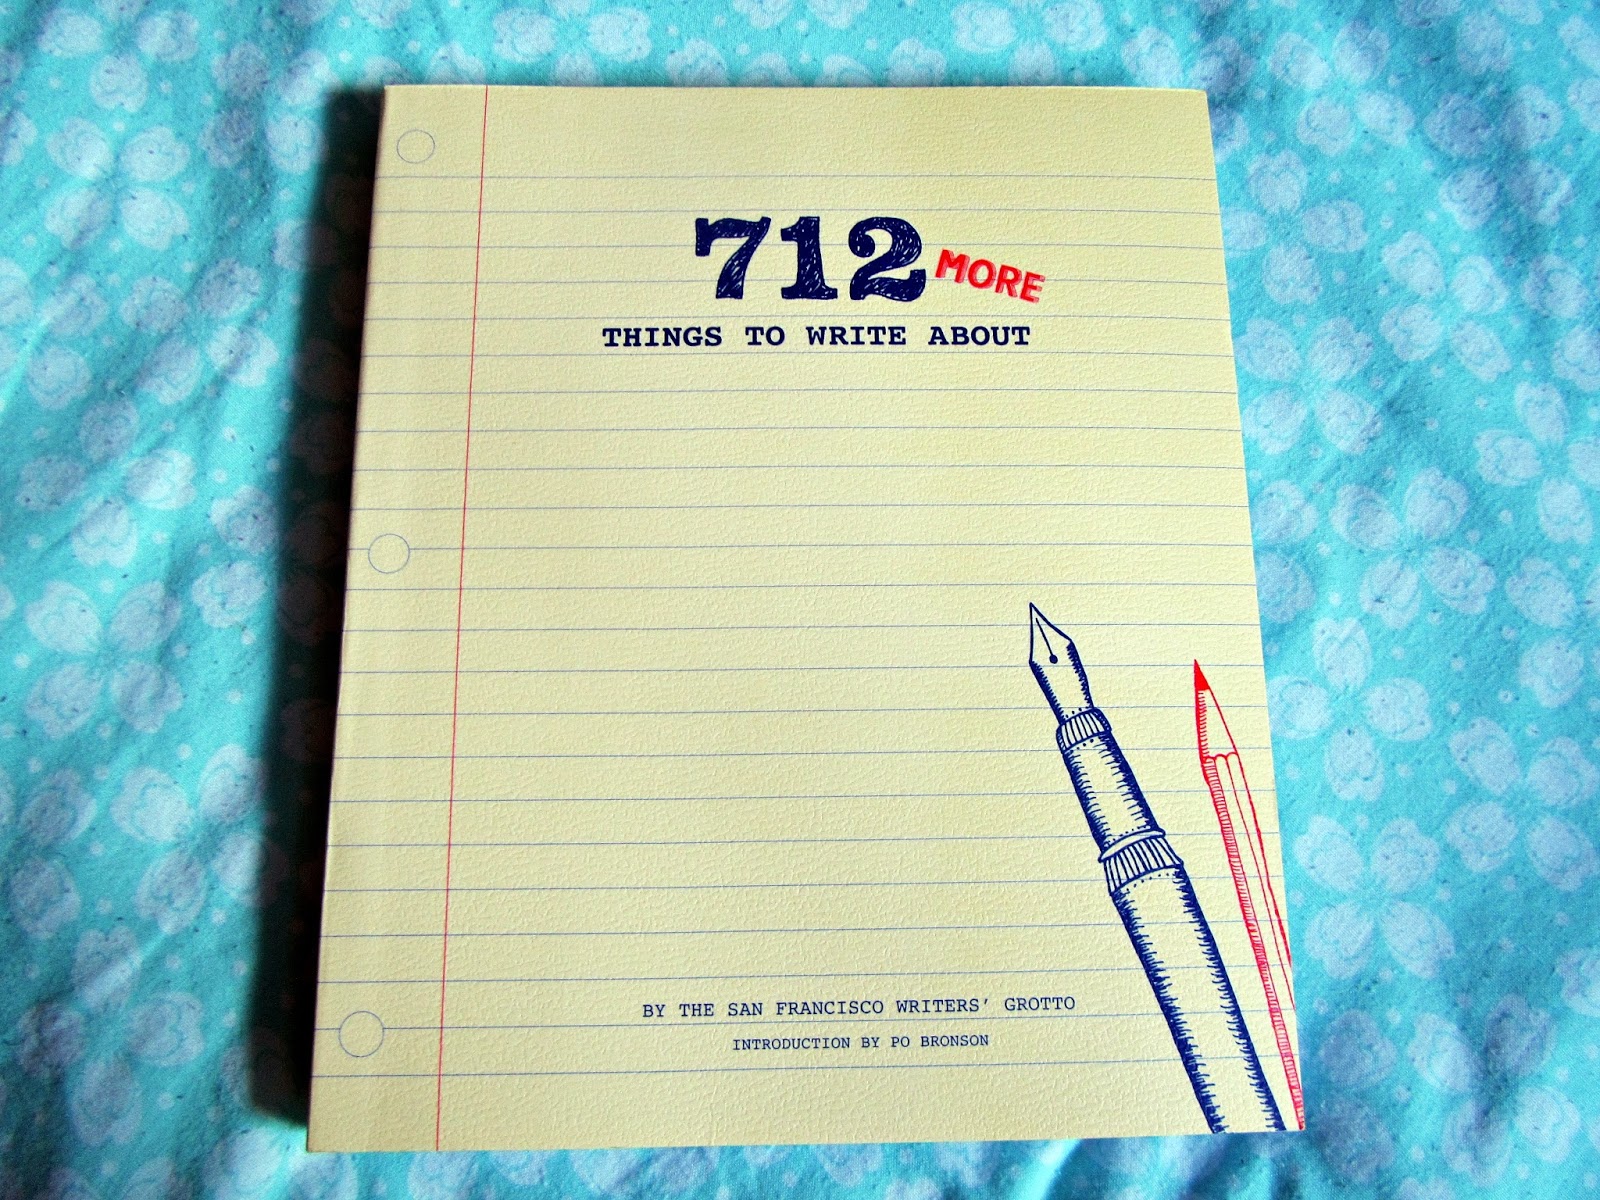 712 MORE
THINGS TO WRITE ABOUT
BY THE SAN FRANCISCO WRITERS’ GROTTO
INTRODUCTION BY PO BRONSON